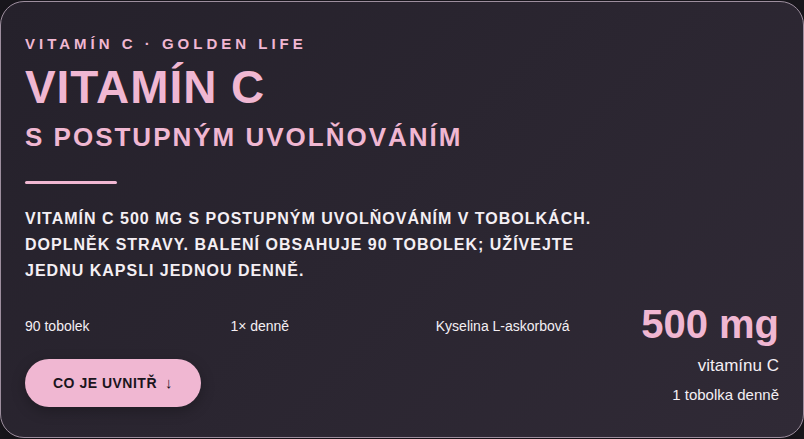 VITAMÍN C · GOLDEN LIFE
VITAMÍN C
S POSTUPNÝM UVOLŇOVÁNÍM
VITAMÍN C 500 MG S POSTUPNÝM UVOLŇOVÁNÍM V TOBOLKÁCH.
DOPLNĚK STRAVY. BALENÍ OBSAHUJE 90 TOBOLEK; UŽÍVEJTE
JEDNU KAPSLI JEDNOU DENNĚ.
90 tobolek
1× denně
Kyselina L-askorbová
500 mg
vitamínu C
1 tobolka denně
CO JE UVNITŘ ↓